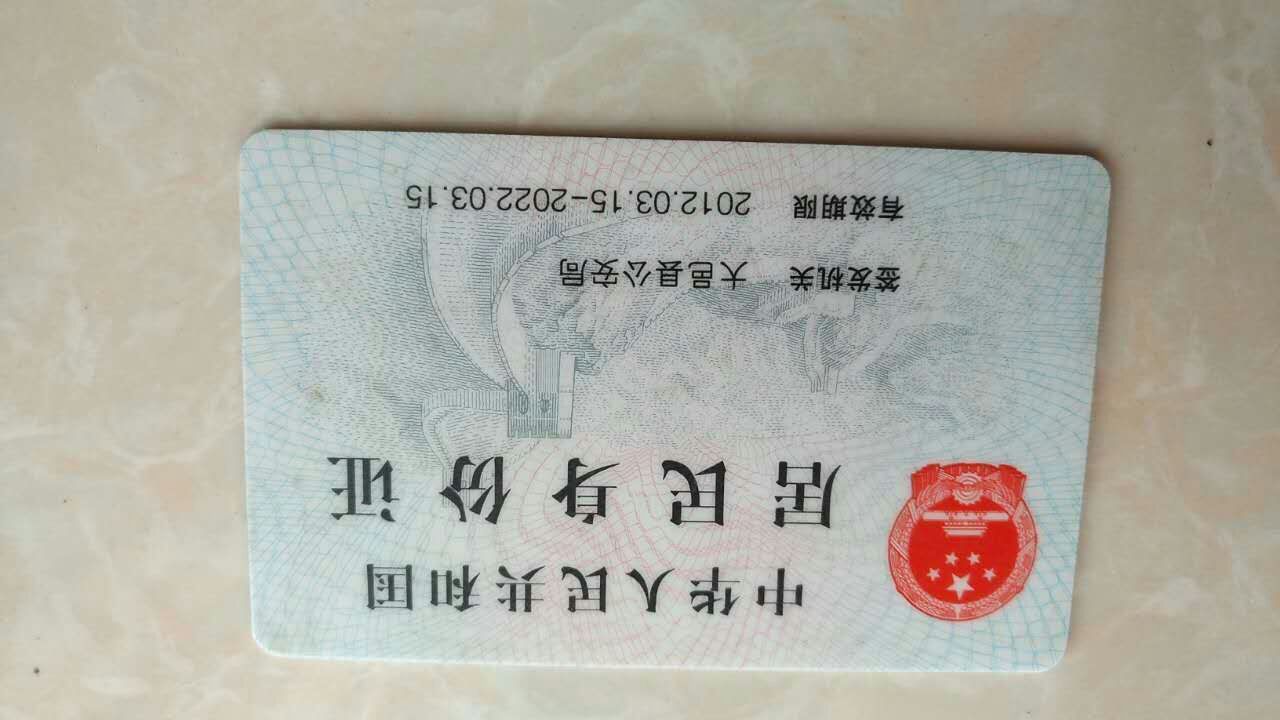 中华人民共和国
居民身份证
签发机关 大邑县公安局
有效期限 2012.03.15-2022.03.15